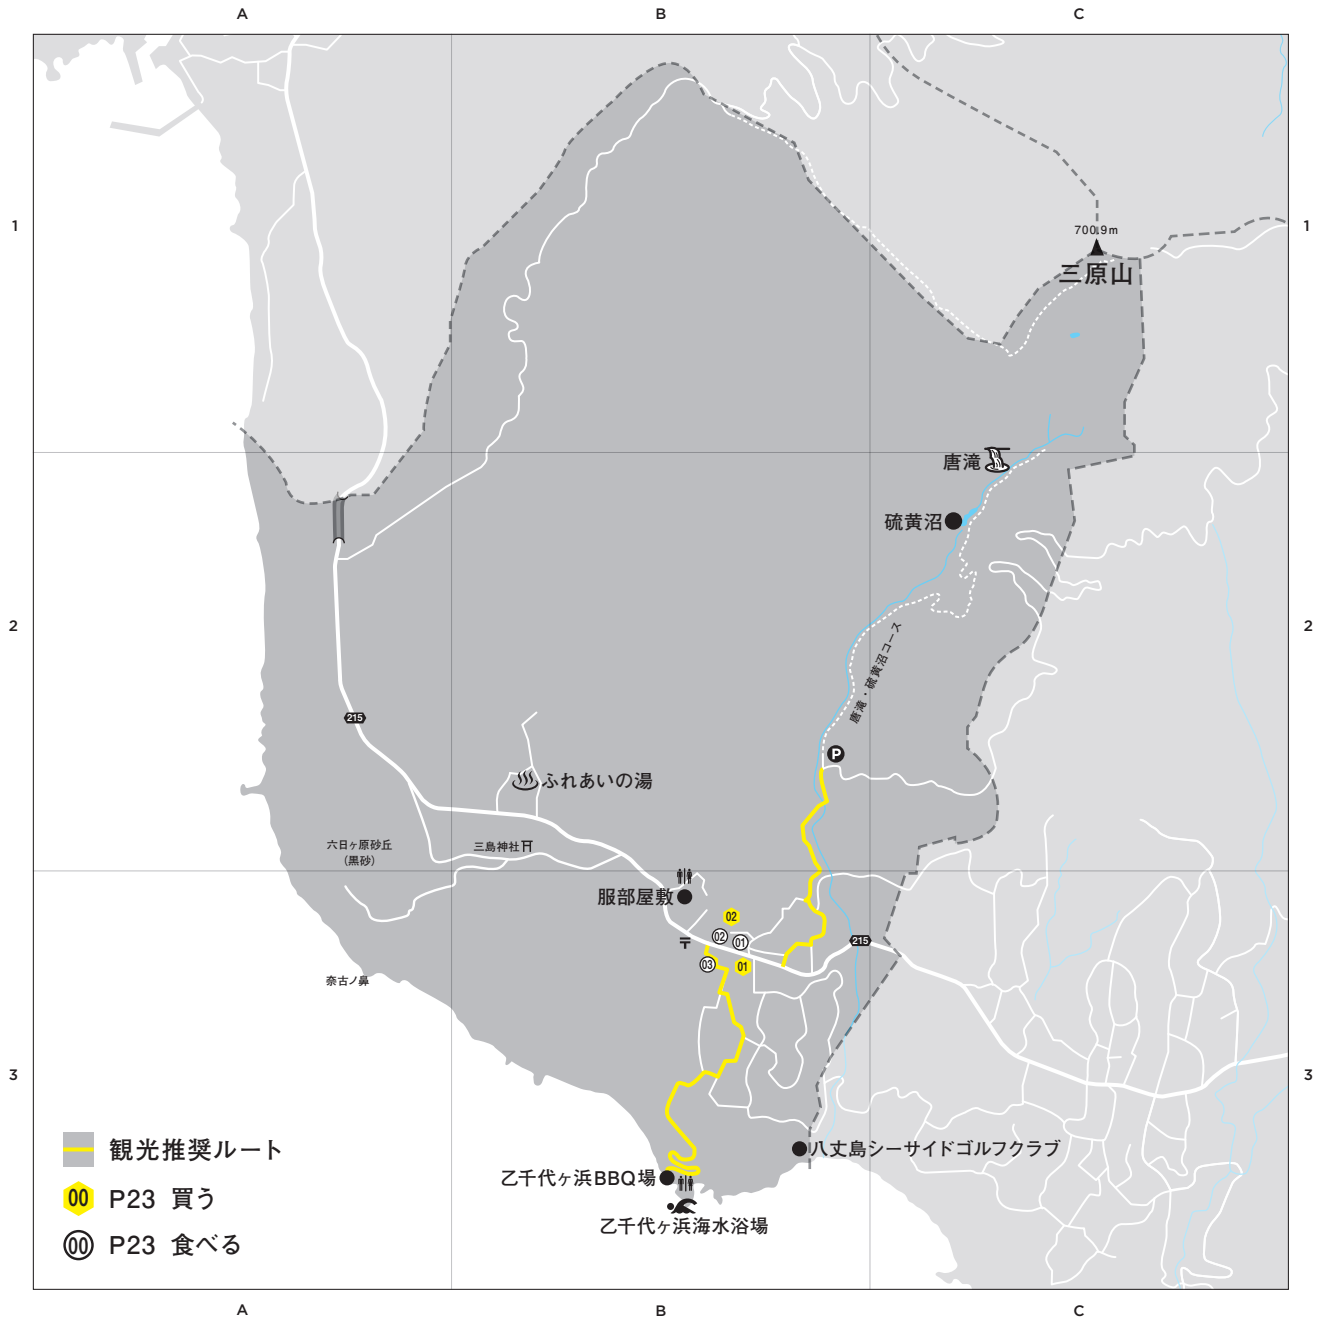 A
B
C
1
1
700.9m
三原山
唐滝
硫黄沼
2
2
唐滝・硫黄沼コース
215
P
ふれあいの湯
六日ヶ原砂丘
(黒砂)
三島神社
服部屋敷
02
02
01
215
03
01
奈古ノ鼻
3
3
観光推奨ルート
八丈島シーサイドゴルフクラブ
乙千代ヶ浜BBQ場
00 P23 買う
乙千代ヶ浜海水浴場
00 P23 食べる
A
B
C